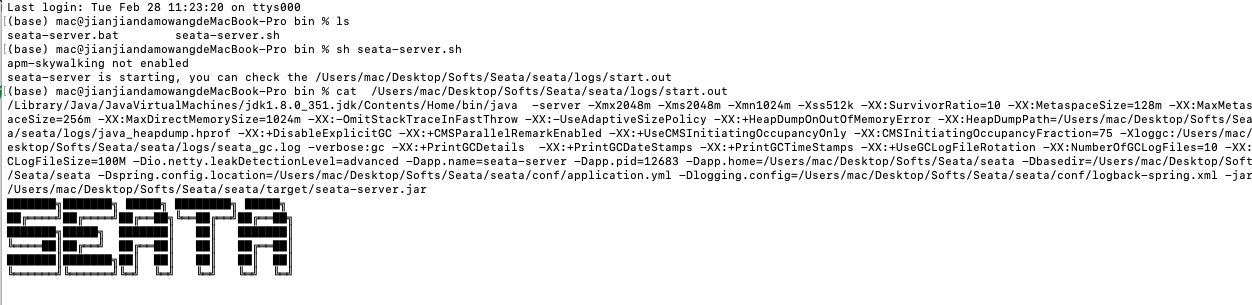 Last login: Tue Feb 28 11:23:20 on ttys000
[(base) mac@jianjiandamowangdeMacBook-Pro bin % ls
seata-server.bat        seata-server.sh
[(base) mac@jianjiandamowangdeMacBook-Pro bin % sh seata-server.sh
apm-skywalking not enabled
seata-server is starting, you can check the /Users/mac/Desktop/Softs/Seata/seata/logs/start.out
[(base) mac@jianjiandamowangdeMacBook-Pro bin % cat  /Users/mac/Desktop/Softs/Seata/seata/logs/start.out
/Library/Java/JavaVirtualMachines/jdk1.8.0_351.jdk/Contents/Home/bin/java  -server -Xmx2048m -Xms2048m -Xmn1024m -Xss512k -XX:SurvivorRatio=10 -XX:MetaspaceSize=128m -XX:MaxMetas
aceSize=256m -XX:MaxDirectMemorySize=1024m -XX:-OmitStackTraceInFastThrow -XX:-UseAdaptiveSizePolicy -XX:+HeapDumpOnOutOfMemoryError -XX:HeapDumpPath=/Users/mac/Desktop/Softs/Sea
a/seata/logs/java_heapdump.hprof -XX:+DisableExplicitGC -XX:+CMSParallelRemarkEnabled -XX:+UseCMSInitiatingOccupancyOnly -XX:CMSInitiatingOccupancyFraction=75 -Xloggc:/Users/mac/
esktop/Softs/Seata/seata/logs/seata_gc.log -verbose:gc -XX:+PrintGCDetails  -XX:+PrintGCDateStamps -XX:+PrintGCTimeStamps -XX:+UseGCLogFileRotation -XX:NumberOfGCLogFiles=10 -XX:
CLogFileSize=100M -Dio.netty.leakDetectionLevel=advanced -Dapp.name=seata-server -Dapp.pid=12683 -Dapp.home=/Users/mac/Desktop/Softs/Seata/seata -Dbasedir=/Users/mac/Desktop/Soft
/Seata/seata -Dspring.config.location=/Users/mac/Desktop/Softs/Seata/seata/conf/application.yml -Dlogging.config=/Users/mac/Desktop/Softs/Seata/seata/conf/logback-spring.xml -jar
/Users/mac/Desktop/Softs/Seata/seata/target/seata-server.jar
SEATA